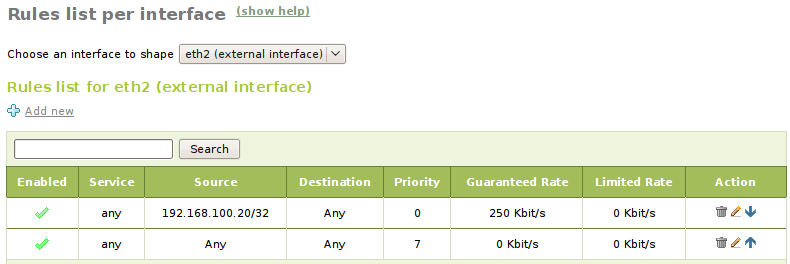 Rules list per interface (show help)
Choose an interface to shape eth2 (external interface)
Rules list for eth2 (external interface)
Add new
Search
Enabled Service Source Destination Priority Guaranteed Rate Limited Rate Action
any 192.168.100.20/32 Any 0 250 Kbit/s 0 Kbit/s
any Any Any 7 0 Kbit/s 0 Kbit/s